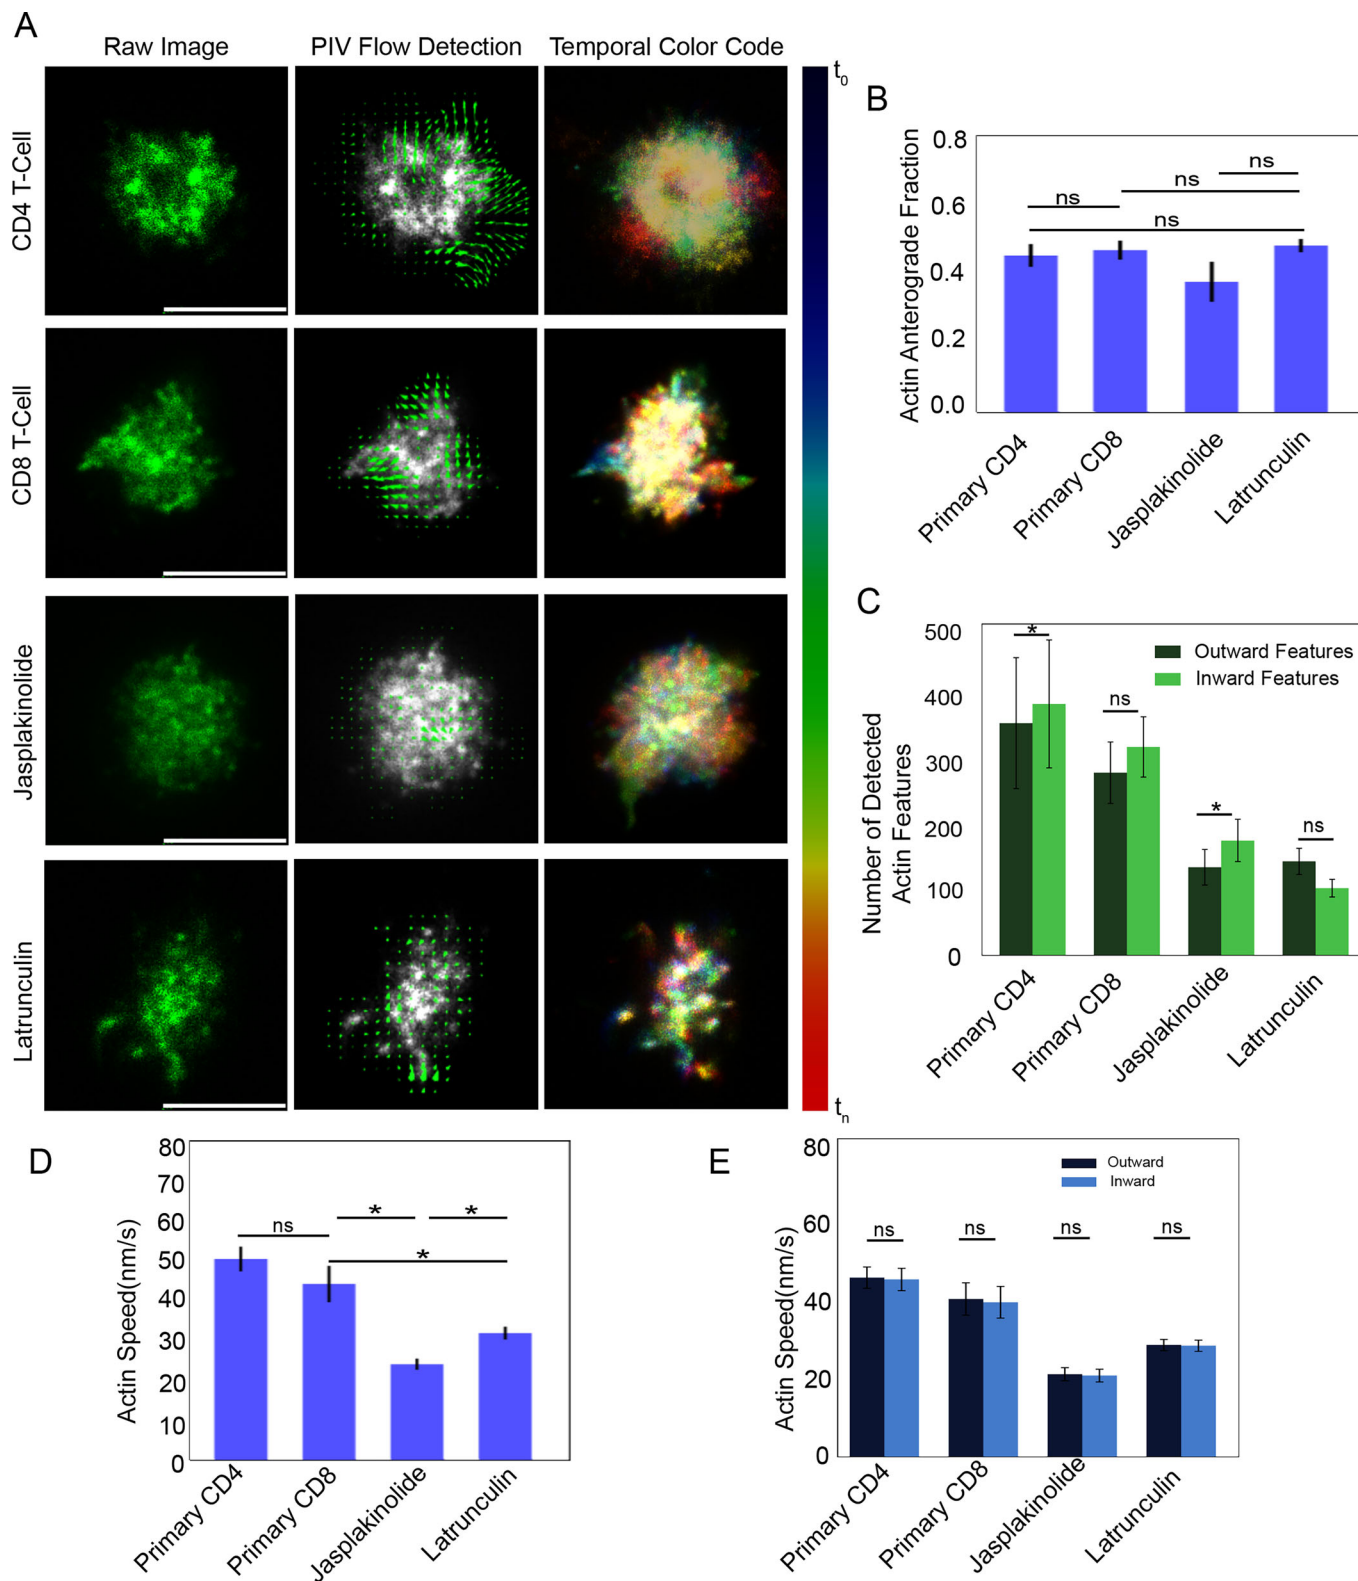 A
Raw Image
PIV Flow Detection
Temporal Color Code
CD4 T-Cell
CD8 T-Cell
Jasplakinolide
Latrunculin
t0
tn
B
Actin Anterograde Fraction
0.8
0.6
0.4
0.2
0.0
ns
ns
ns
ns
Primary CD4
Primary CD8
Jasplakinolide
Latrunculin
C
Number of Detected
Actin Features
500
400
300
200
100
0
*
ns
*
ns
Outward Features
Inward Features
Primary CD4
Primary CD8
Jasplakinolide
Latrunculin
D
Actin Speed(nm/s)
80
70
60
50
40
30
20
10
0
ns
*
*
*
Primary CD4
Primary CD8
Jasplakinolide
Latrunculin
E
Actin Speed(nm/s)
80
60
40
20
0
Outward
Inward
ns
ns
ns
ns
Primary CD4
Primary CD8
Jasplakinolide
Latrunculin